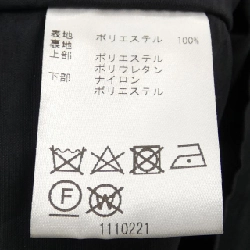 表地 ポリエステル 100%
裏地
上部 ポリエステル
ポリウレタン
下部 ナイロン
ポリエステル
F W
1110221